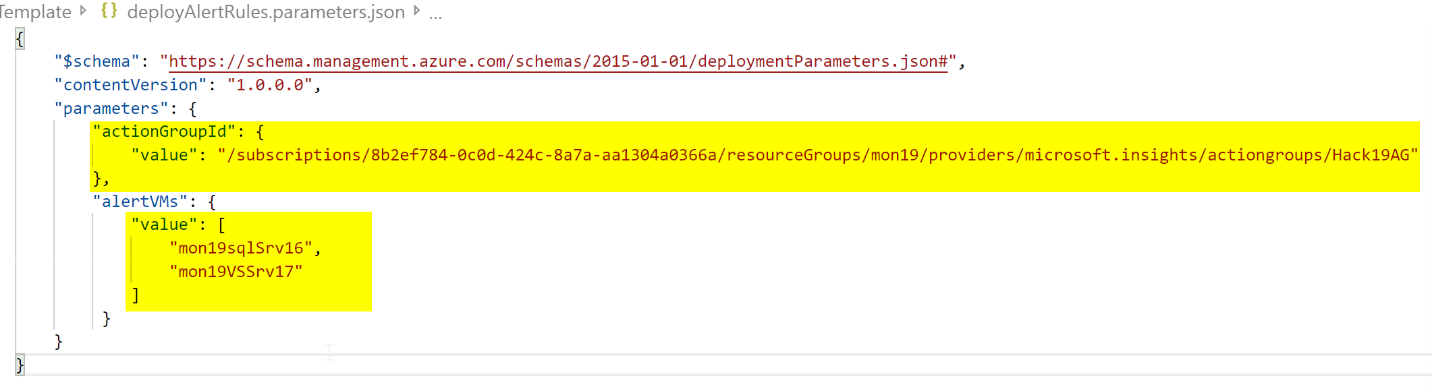 Template {} deployAlertRules.parameters.json ...
{
    "$schema": "https://schema.management.azure.com/schemas/2015-01-01/deploymentParameters.json#",
    "contentVersion": "1.0.0.0",
    "parameters": {
        "actionGroupId": {
            "value": "/subscriptions/8b2ef784-0c0d-424c-8a7a-aa1304a0366a/resourceGroups/mon19/providers/microsoft.insights/actiongroups/Hack19AG"
        },
        "alertVMs": {
            "value": [
                "mon19sqlSrv16",
                "mon19VSSrv17"
            ]
        }
    }
}